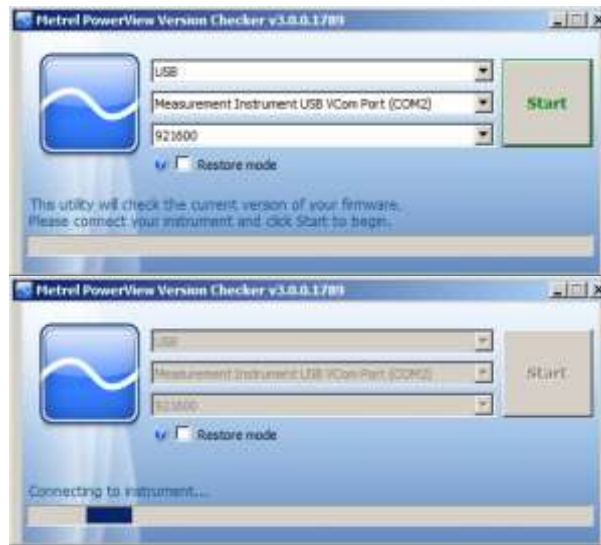 Metrel PowerView Version Checker v3.0.0.1789
USB
Measurement Instrument USB VCom Port (COM2)
Start
921600
Restore mode
This utility will check the current version of your firmware.
Please connect your instrument and click Start to begin.
Metrel PowerView Version Checker v3.0.0.1789
USB
Measurement Instrument USB VCom Port (COM2)
Start
921600
Restore mode
Connecting to instrument...